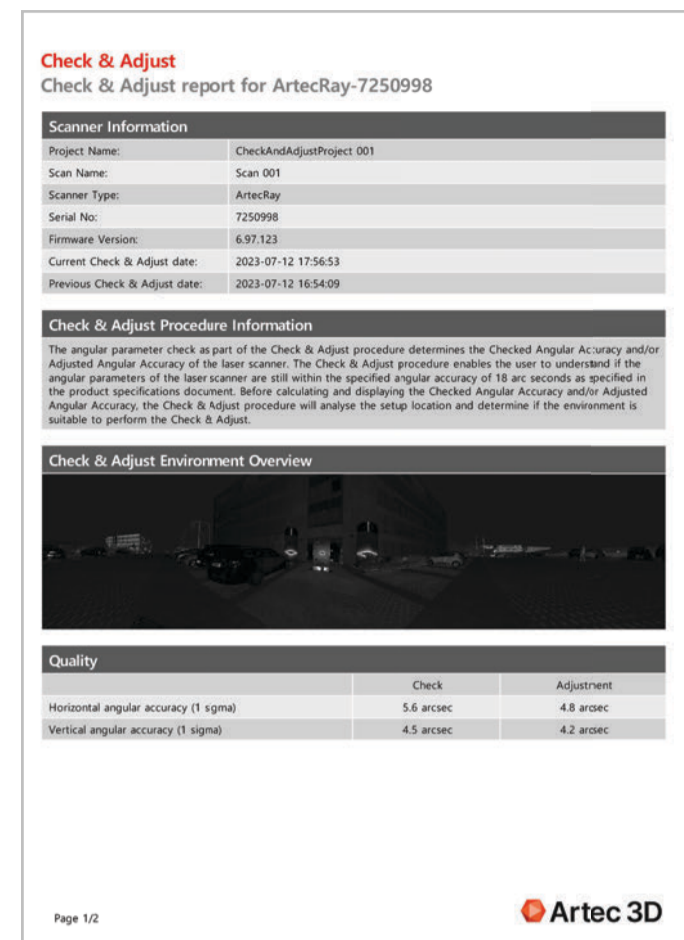 Check & Adjust
Check & Adjust report for ArtecRay-7250998
Scanner Information
Project Name: CheckAndAdjustProject 001
Scan Name: Scan 001
Scanner Type: ArtecRay
Serial No: 7250998
Firmware Version: 6.97.123
Current Check & Adjust date: 2023-07-12 17:56:53
Previous Check & Adjust date: 2023-07-12 16:54:09
Check & Adjust Procedure Information
The angular parameter check as part of the Check & Adjust procedure determines the Checked Angular Accuracy and/or
Adjusted Angular Accuracy of the laser scanner. The Check & Adjust procedure enables the user to understand if the
angular parameters of the laser scanner are still within the specified angular accuracy of 18 arc seconds as specified in
the product specifications document. Before calculating and displaying the Checked Angular Accuracy and/or Adjusted
Angular Accuracy, the Check & Adjust procedure will analyse the setup location and determine if the environment is
suitable to perform the Check & Adjust.
Check & Adjust Environment Overview
Quality
Check Adjustment
Horizontal angular accuracy (1 sgma) 5.6 arcsec 4.8 arcsec
Vertical angular accuracy (1 sigma) 4.5 arcsec 4.2 arcsec
Page 1/2
Artec 3D